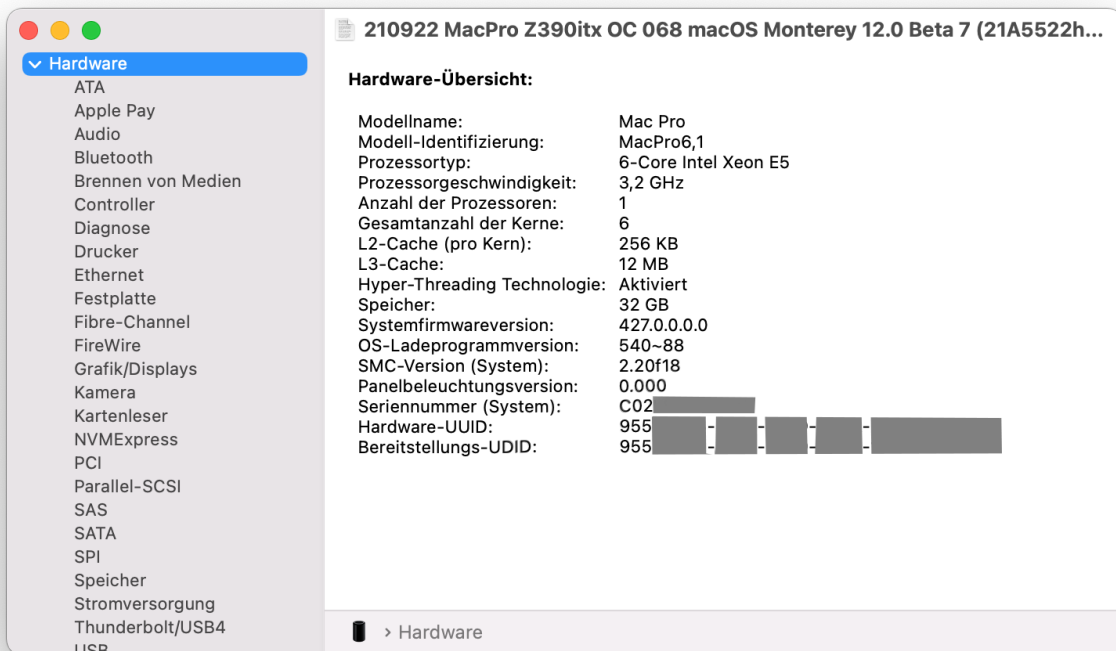 210922 MacPro Z390itx OC 068 macOS Monterey 12.0 Beta 7 (21A5522h...
Hardware
ATA
Apple Pay
Audio
Bluetooth
Brennen von Medien
Controller
Diagnose
Drucker
Ethernet
Festplatte
Fibre-Channel
FireWire
Grafik/Displays
Kamera
Kartenleser
NVMExpress
PCI
Parallel-SCSI
SAS
SATA
SPI
Speicher
Stromversorgung
Thunderbolt/USB4
USB
Hardware-Übersicht:
Modellname: Mac Pro
Modell-Identifizierung: MacPro6,1
Prozessortyp: 6-Core Intel Xeon E5
Prozessorgeschwindigkeit: 3,2 GHz
Anzahl der Prozessoren: 1
Gesamtanzahl der Kerne: 6
L2-Cache (pro Kern): 256 KB
L3-Cache: 12 MB
Hyper-Threading Technologie: Aktiviert
Speicher: 32 GB
Systemfirmwareversion: 427.0.0.0.0
OS-Ladeprogrammversion: 540~88
SMC-Version (System): 2.20f18
Panelbeleuchtungsversion: 0.000
Seriennummer (System): C02
Hardware-UUID: 955 - - - -
Bereitstellungs-UDID: 955 - - - -
› Hardware